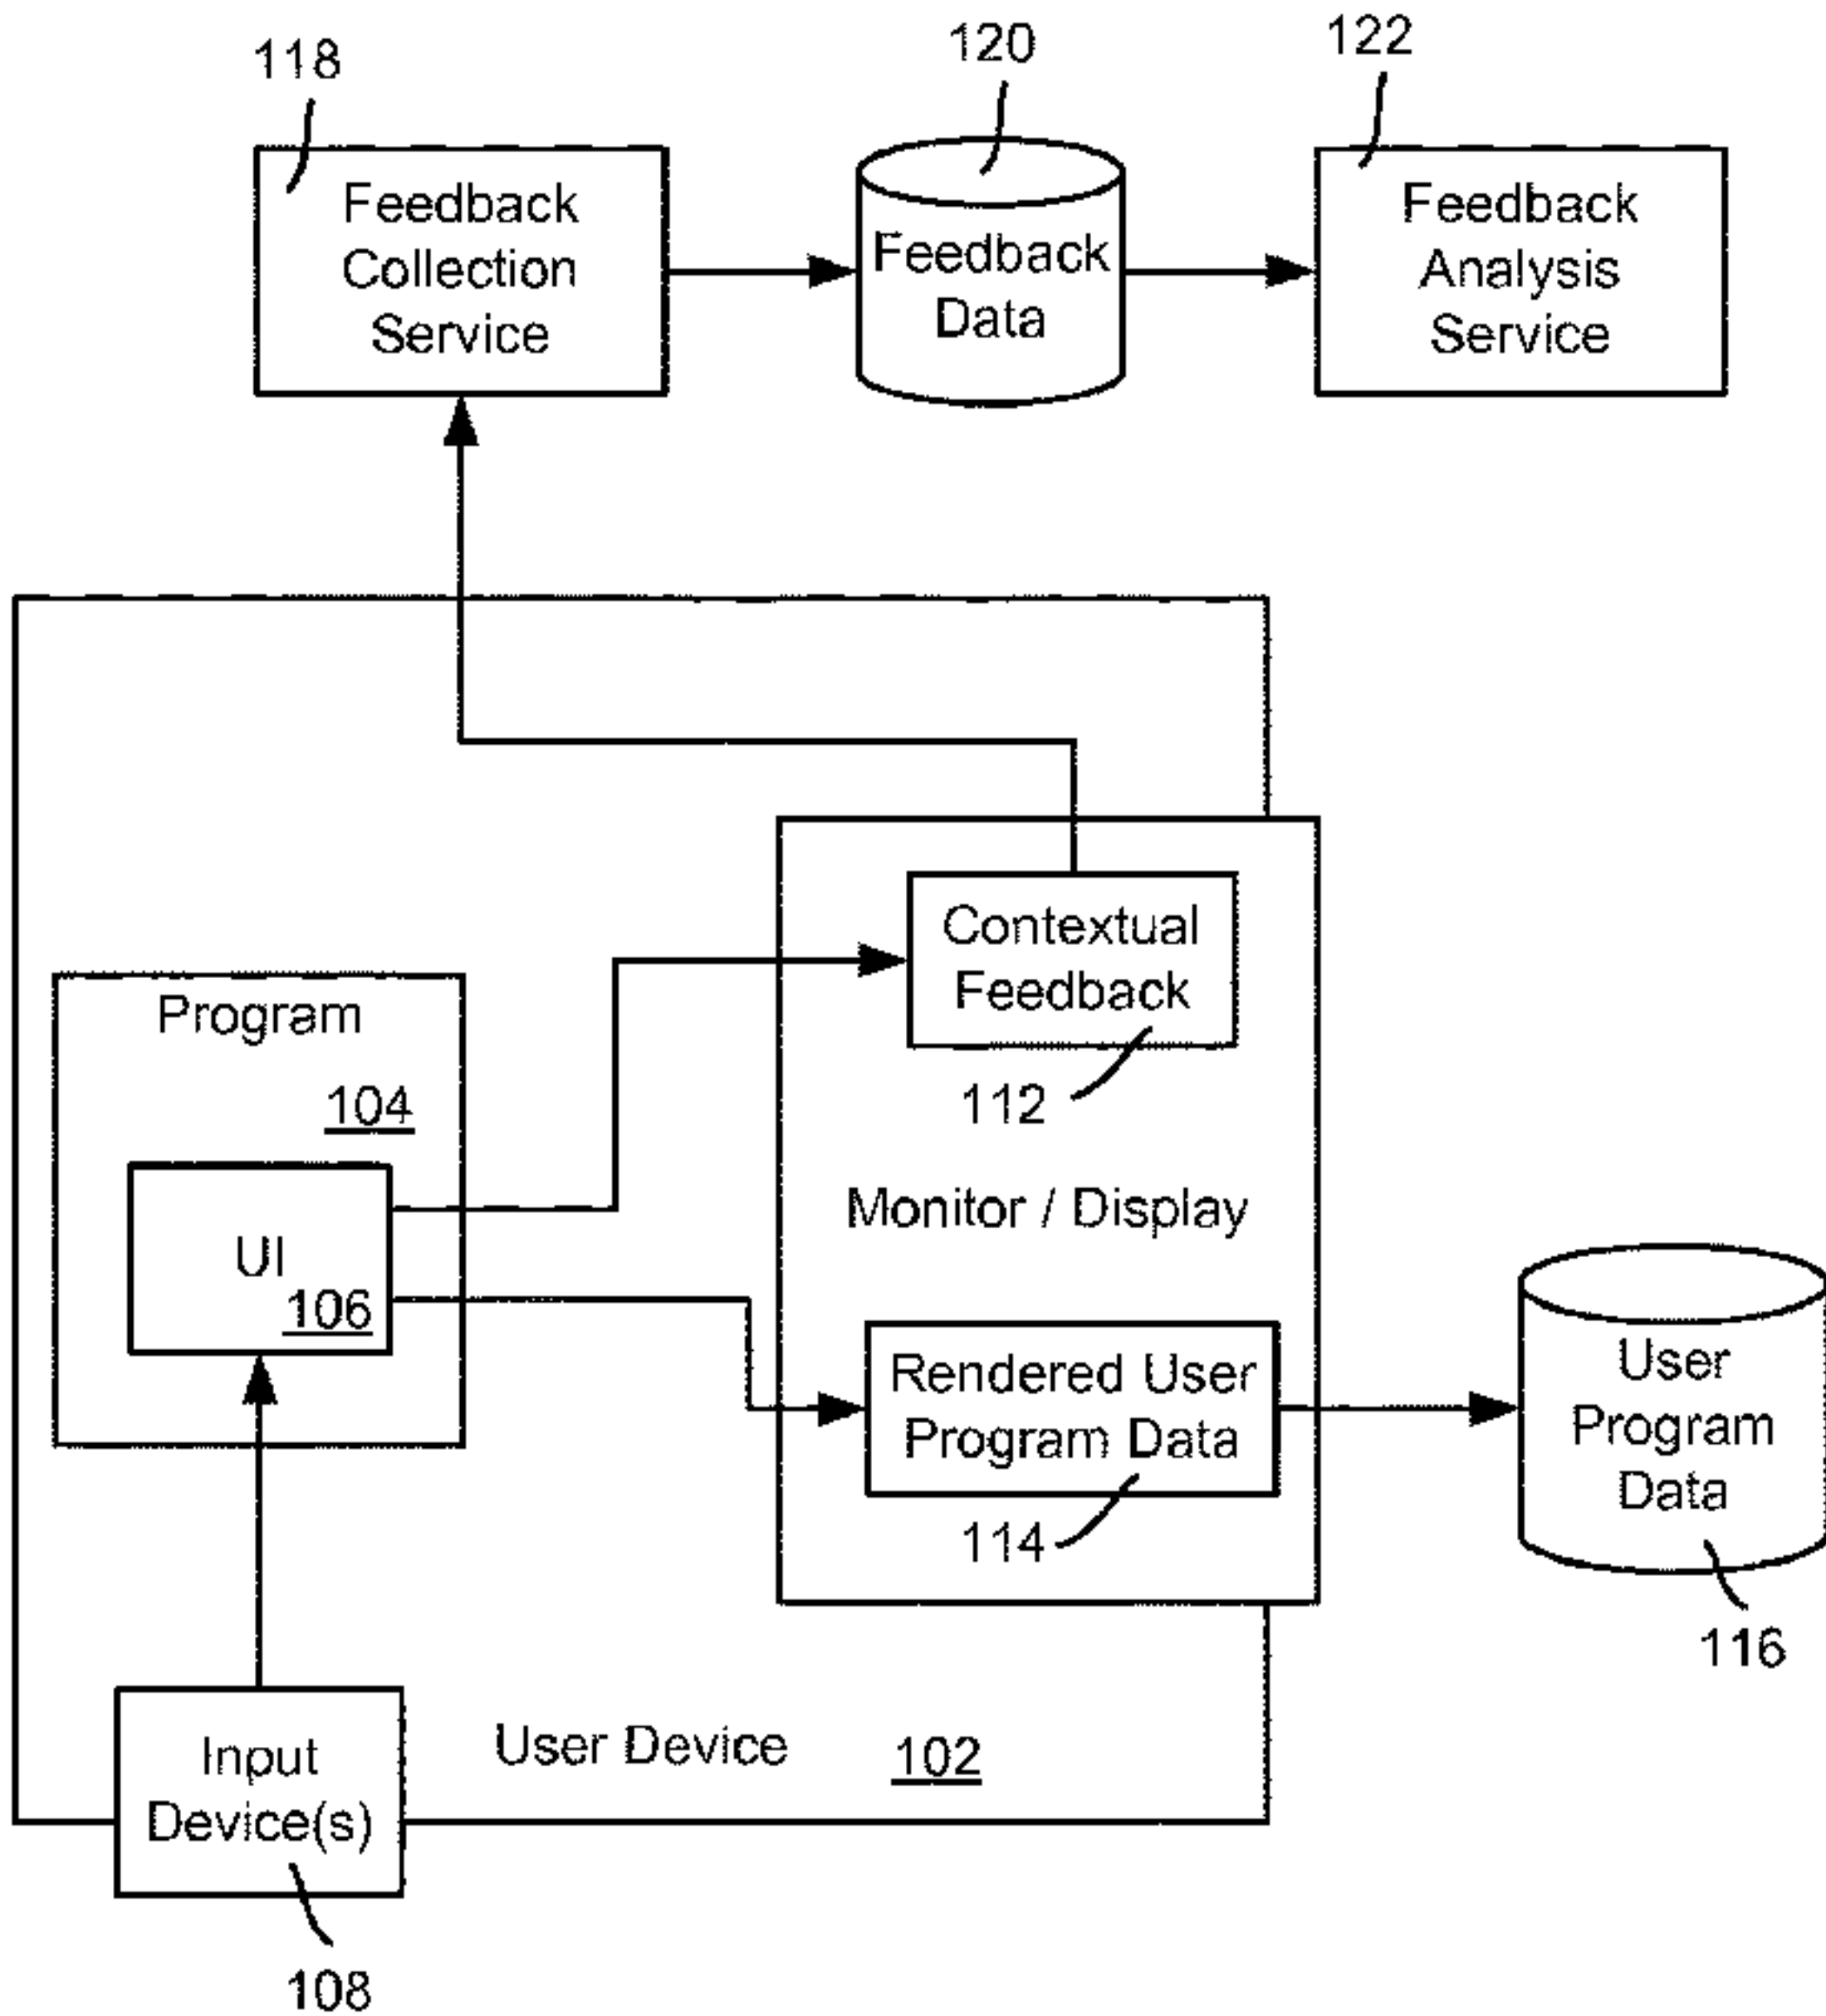 118
120
122
Feedback
Collection
Service
Feedback
Data
Feedback
Analysis
Service
Contextual
Feedback
112
Program
104
UI
106
Monitor / Display
Rendered User
Program Data
114
User
Program
Data
116
Input
Device(s)
108
User Device 102